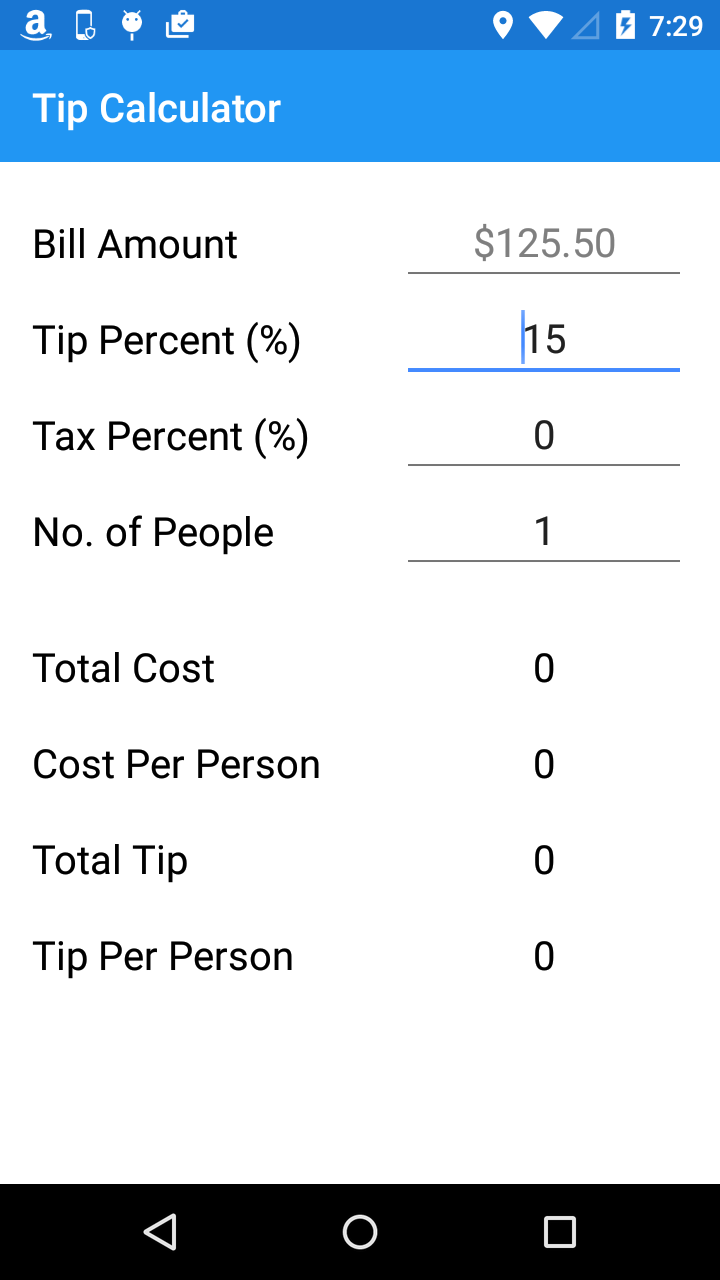 7:29
Tip Calculator
Bill Amount $125.50
Tip Percent (%) 15
Tax Percent (%) 0
No. of People 1
Total Cost 0
Cost Per Person 0
Total Tip 0
Tip Per Person 0